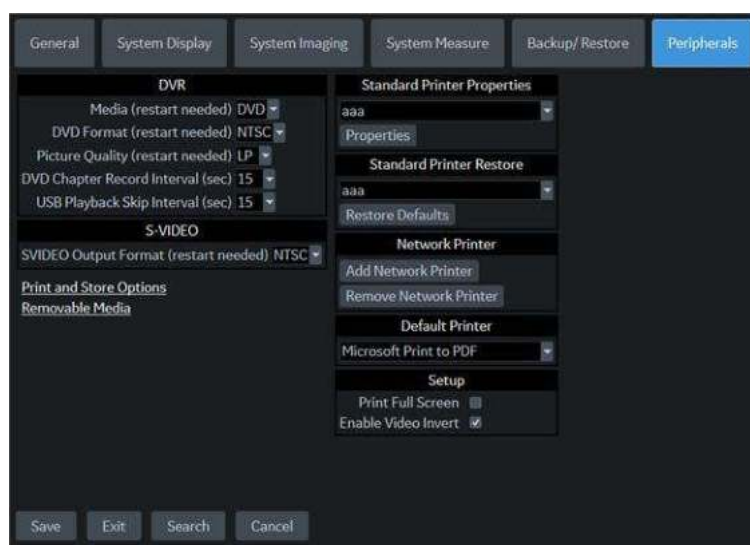 General System Display System Imaging System Measure Backup/ Restore Peripherals
DVR
Media (restart needed) DVD
DVD Format (restart needed) NTSC
Picture Quality (restart needed) LP
DVD Chapter Record Interval (sec) 15
USB Playback Skip Interval (sec) 15
S-VIDEO
SVIDEO Output Format (restart needed) NTSC
Print and Store Options
Removable Media
Standard Printer Properties
aaa
Properties
Standard Printer Restore
aaa
Restore Defaults
Network Printer
Add Network Printer
Remove Network Printer
Default Printer
Microsoft Print to PDF
Setup
Print Full Screen
Enable Video Invert
Save Exit Search Cancel